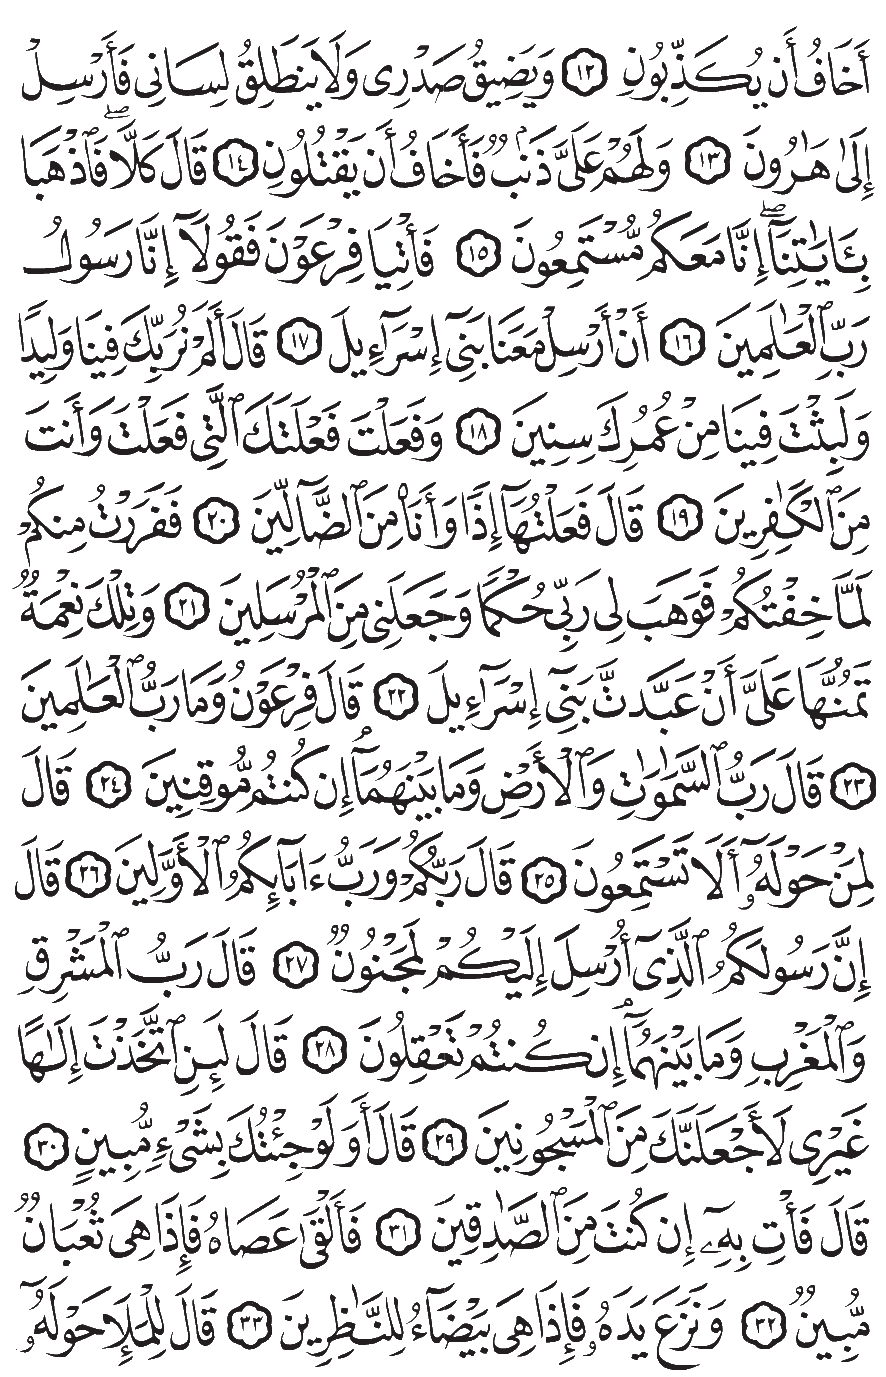 أَخَافُ أَن يُكَذِّبُونِ ١٢ وَيَضِيقُ صَدْرِى وَلَا يَنطَلِقُ لِسَانِى فَأَرْسِلْ
إِلَىٰ هَٰرُونَ ١٣ وَلَهُمْ عَلَىَّ ذَنۢبٌ فَأَخَافُ أَن يَقْتُلُونِ ١٤ قَالَ كَلَّا ۖ فَٱذْهَبَا
بِـَٔايَٰتِنَآ ۖ إِنَّا مَعَكُم مُّسْتَمِعُونَ ١٥ فَأْتِيَا فِرْعَوْنَ فَقُولَآ إِنَّا رَسُولُ
رَبِّ ٱلْعَٰلَمِينَ ١٦ أَنْ أَرْسِلْ مَعَنَا بَنِىٓ إِسْرَٰٓءِيلَ ١٧ قَالَ أَلَمْ نُرَبِّكَ فِينَا وَلِيدًا
وَلَبِثْتَ فِينَا مِنْ عُمُرِكَ سِنِينَ ١٨ وَفَعَلْتَ فَعْلَتَكَ ٱلَّتِى فَعَلْتَ وَأَنتَ
مِنَ ٱلْكَٰفِرِينَ ١٩ قَالَ فَعَلْتُهَآ إِذًا وَأَنَا۠ مِنَ ٱلضَّآلِّينَ ٢٠ فَفَرَرْتُ مِنكُمْ
لَمَّا خِفْتُكُمْ فَوَهَبَ لِى رَبِّى حُكْمًا وَجَعَلَنِى مِنَ ٱلْمُرْسَلِينَ ٢١ وَتِلْكَ نِعْمَةٌ
تَمُنُّهَا عَلَىَّ أَنْ عَبَّدتَّ بَنِىٓ إِسْرَٰٓءِيلَ ٢٢ قَالَ فِرْعَوْنُ وَمَا رَبُّ ٱلْعَٰلَمِينَ
٢٣ قَالَ رَبُّ ٱلسَّمَٰوَٰتِ وَٱلْأَرْضِ وَمَا بَيْنَهُمَآ ۖ إِن كُنتُم مُّوقِنِينَ ٢٤ قَالَ
لِمَنْ حَوْلَهُۥٓ أَلَا تَسْتَمِعُونَ ٢٥ قَالَ رَبُّكُمْ وَرَبُّ ءَابَآئِكُمُ ٱلْأَوَّلِينَ ٢٦ قَالَ
إِنَّ رَسُولَكُمُ ٱلَّذِىٓ أُرْسِلَ إِلَيْكُمْ لَمَجْنُونٌ ٢٧ قَالَ رَبُّ ٱلْمَشْرِقِ
وَٱلْمَغْرِبِ وَمَا بَيْنَهُمَآ ۖ إِن كُنتُمْ تَعْقِلُونَ ٢٨ قَالَ لَئِنِ ٱتَّخَذْتَ إِلَٰهًا
غَيْرِى لَأَجْعَلَنَّكَ مِنَ ٱلْمَسْجُونِينَ ٢٩ قَالَ أَوَلَوْ جِئْتُكَ بِشَىْءٍ مُّبِينٍ ٣٠
قَالَ فَأْتِ بِهِۦٓ إِن كُنتَ مِنَ ٱلصَّٰدِقِينَ ٣١ فَأَلْقَىٰ عَصَاهُ فَإِذَا هِىَ ثُعْبَانٌ
مُّبِينٌ ٣٢ وَنَزَعَ يَدَهُۥ فَإِذَا هِىَ بَيْضَآءُ لِلنَّٰظِرِينَ ٣٣ قَالَ لِلْمَلَإِ حَوْلَهُۥٓ